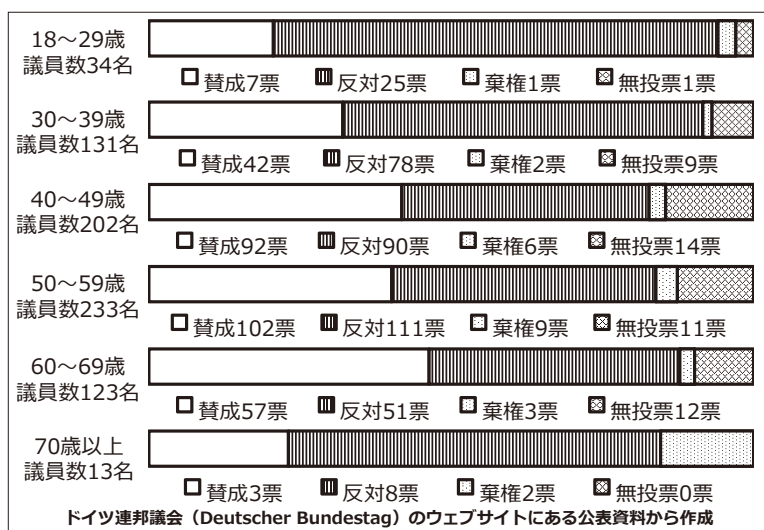 18～29歳
議員数34名
賛成7票 反対25票 棄権1票 無投票1票
30～39歳
議員数131名
賛成42票 反対78票 棄権2票 無投票9票
40～49歳
議員数202名
賛成92票 反対90票 棄権6票 無投票14票
50～59歳
議員数233名
賛成102票 反対111票 棄権9票 無投票11票
60～69歳
議員数123名
賛成57票 反対51票 棄権3票 無投票12票
70歳以上
議員数13名
賛成3票 反対8票 棄権2票 無投票0票
ドイツ連邦議会（Deutscher Bundestag）のウェブサイトにある公表資料から作成